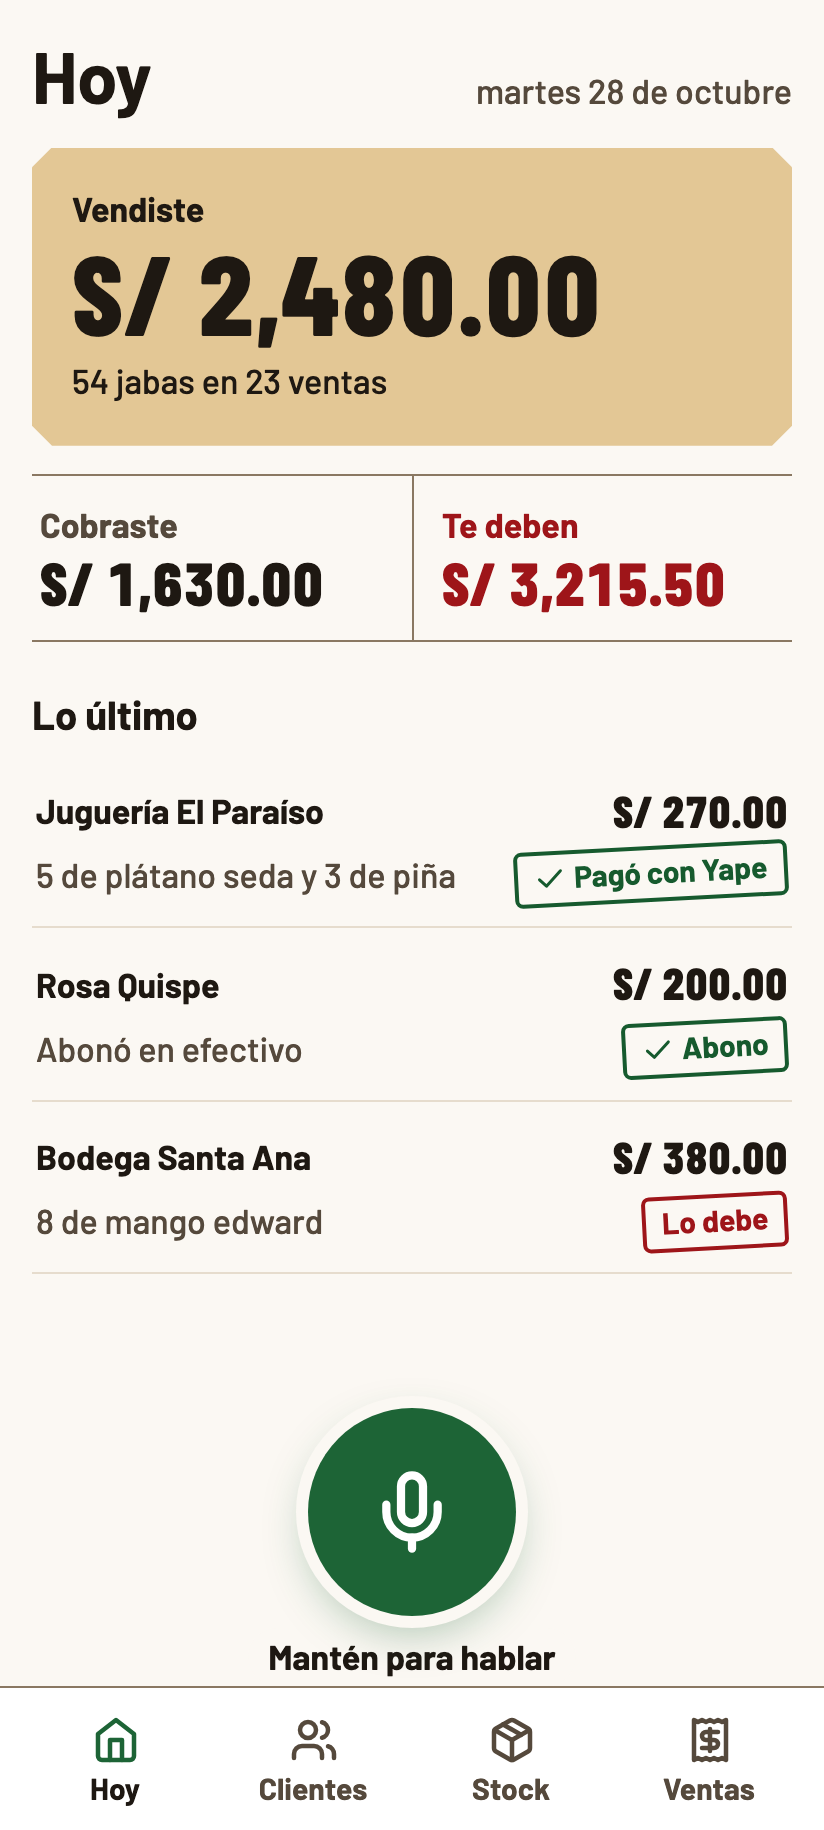 Hoy
martes 28 de octubre
Vendiste
S/ 2,480.00
54 jabas en 23 ventas
Cobraste
S/ 1,630.00
Te deben
S/ 3,215.50
Lo último
Juguería El Paraíso
S/ 270.00
5 de plátano seda y 3 de piña
Pagó con Yape
Rosa Quispe
S/ 200.00
Abonó en efectivo
Abono
Bodega Santa Ana
S/ 380.00
8 de mango edward
Lo debe
Mantén para hablar
Hoy
Clientes
Stock
Ventas